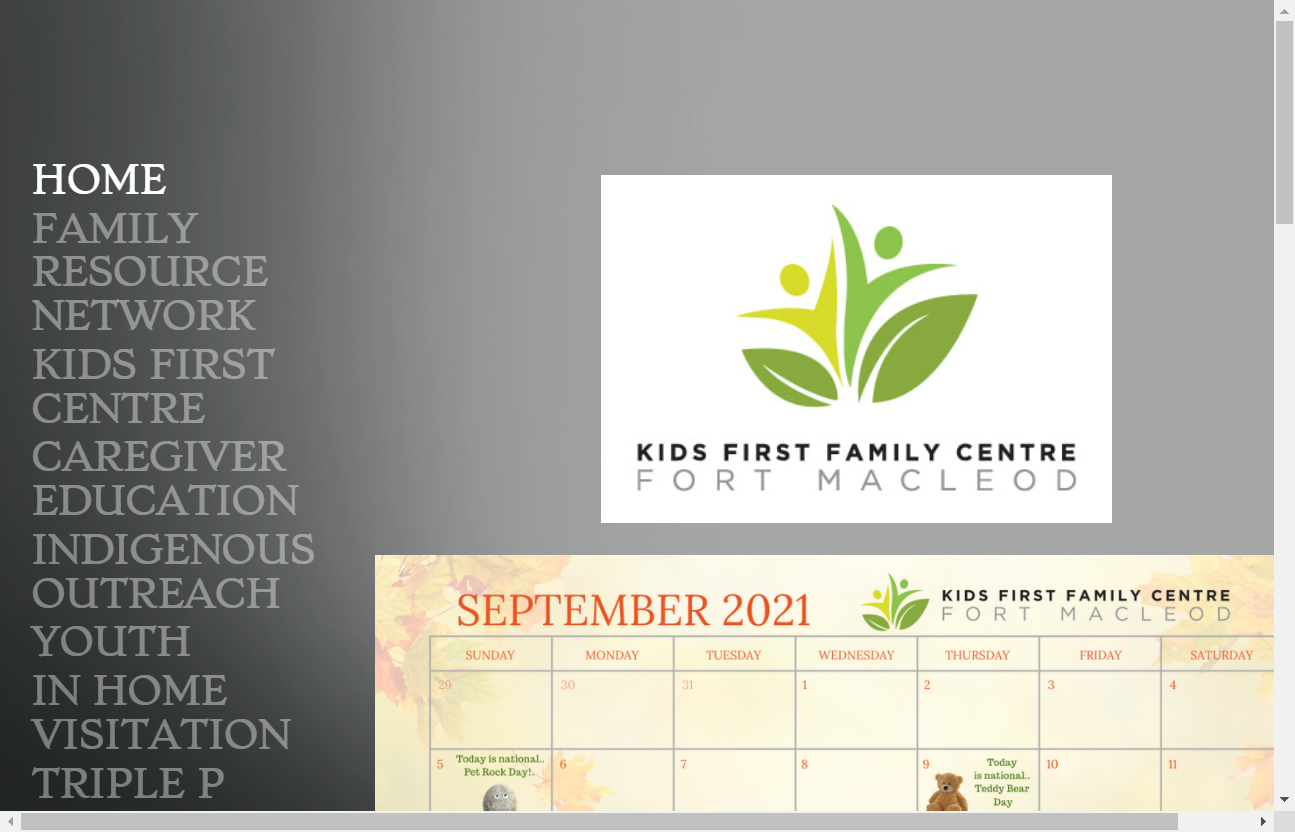 HOME
FAMILY
RESOURCE
NETWORK
KIDS FIRST
CENTRE
CAREGIVER
EDUCATION
INDIGENOUS
OUTREACH
YOUTH
IN HOME
VISITATION
TRIPLE P
KIDS FIRST FAMILY CENTRE
FORT MACLEOD
SEPTEMBER 2021
KIDS FIRST FAMILY CENTRE
FORT MACLEOD
SUNDAY MONDAY TUESDAY WEDNESDAY THURSDAY FRIDAY SATURDAY
29 30 31 1 2 3 4
5 6 7 8 9 10 11
Today is national..
Pet Rock Day!.
Today
is national..
Teddy Bear
Day